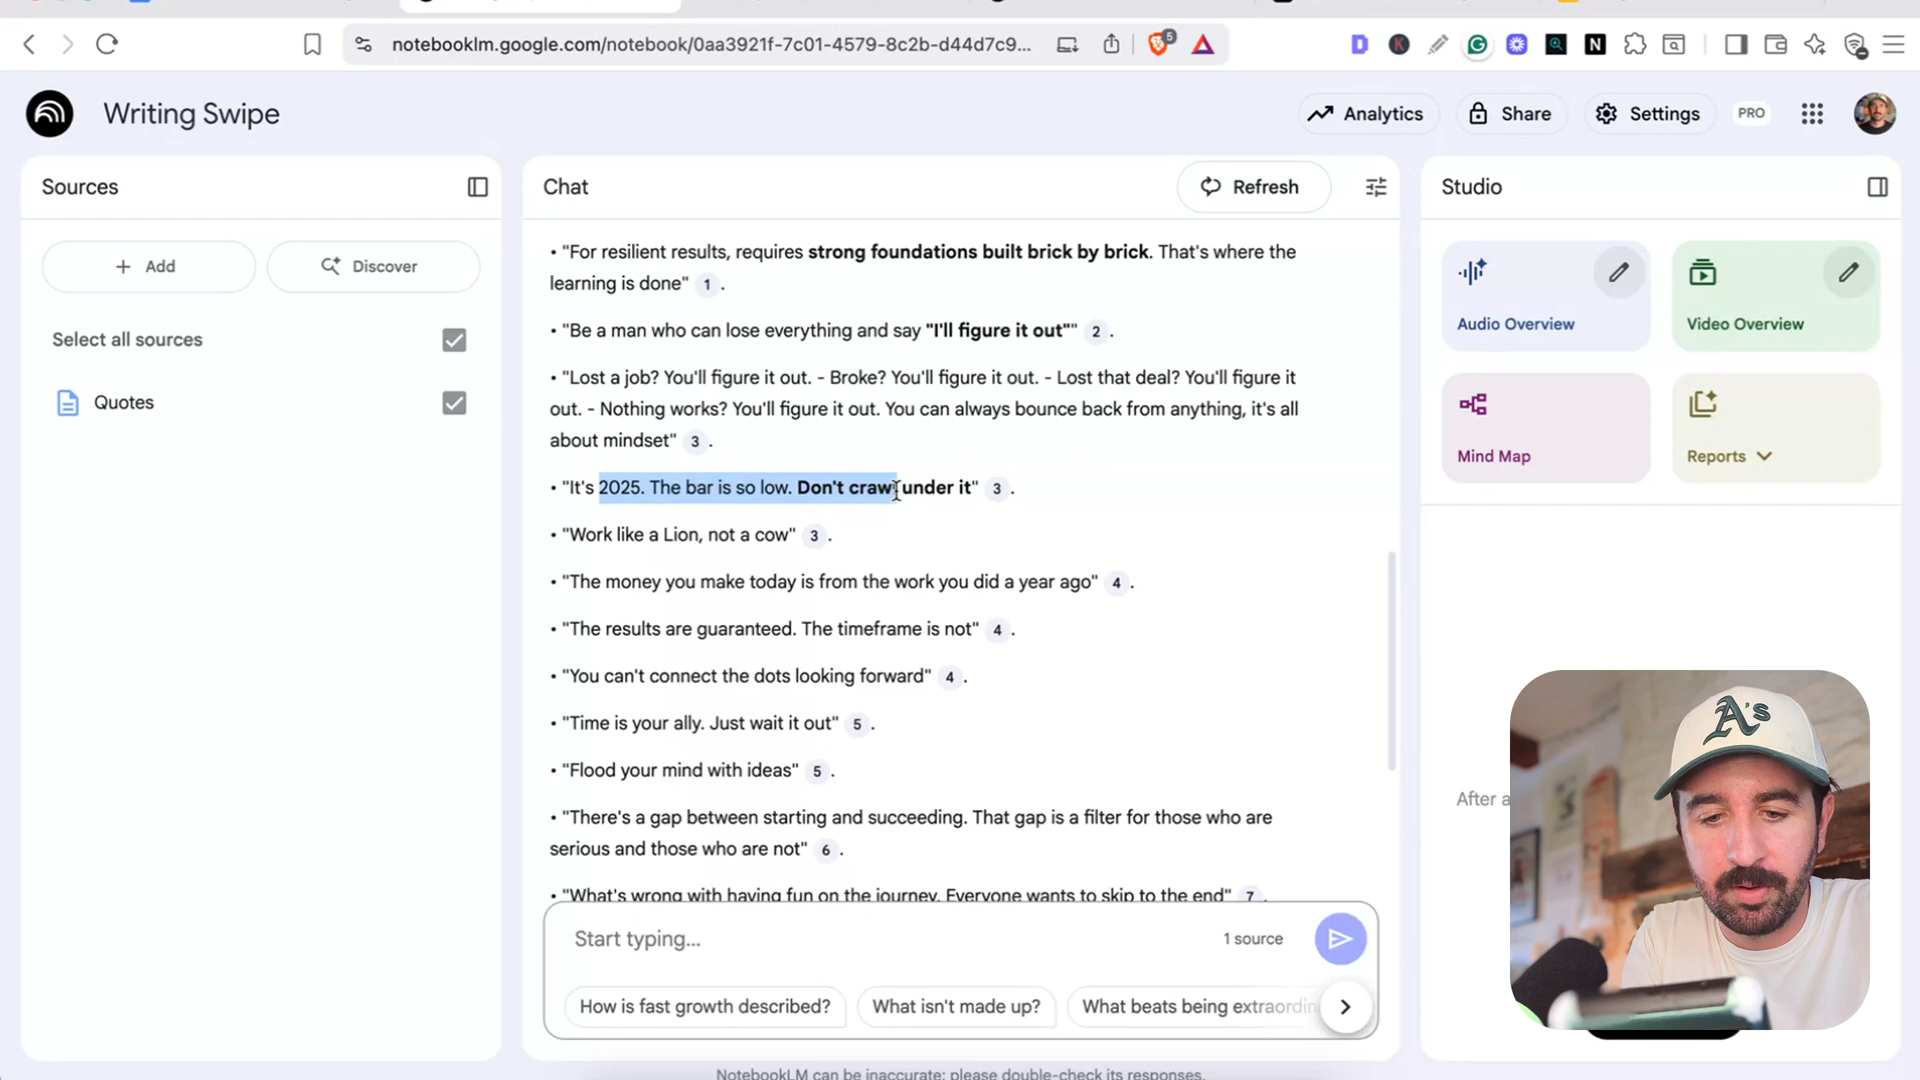 notebooklm.google.com/notebook/0aa3921f-7c01-4579-8c2b-d44d7c9...
5
Writing Swipe
Analytics
Share
Settings
PRO
Sources
Chat
Refresh
Studio
Add
Discover
Select all sources
Quotes
• "For resilient results, requires strong foundations built brick by brick. That's where the
learning is done" 1 .
• "Be a man who can lose everything and say "I'll figure it out"" 2 .
• "Lost a job? You'll figure it out. - Broke? You'll figure it out. - Lost that deal? You'll figure it
out. - Nothing works? You'll figure it out. You can always bounce back from anything, it's all
about mindset" 3 .
• "It's 2025. The bar is so low. Don't crawl under it" 3 .
• "Work like a Lion, not a cow" 3 .
• "The money you make today is from the work you did a year ago" 4 .
• "The results are guaranteed. The timeframe is not" 4 .
• "You can't connect the dots looking forward" 4 .
• "Time is your ally. Just wait it out" 5 .
• "Flood your mind with ideas" 5 .
• "There's a gap between starting and succeeding. That gap is a filter for those who are
serious and those who are not" 6 .
• "What's wrong with having fun on the journey. Everyone wants to skip to the end" 7 .
Start typing...
1 source
How is fast growth described?
What isn't made up?
What beats being extraordin
NotebookLM can be inaccurate; please double-check its responses.
Audio Overview
Video Overview
Mind Map
Reports
After a
A's